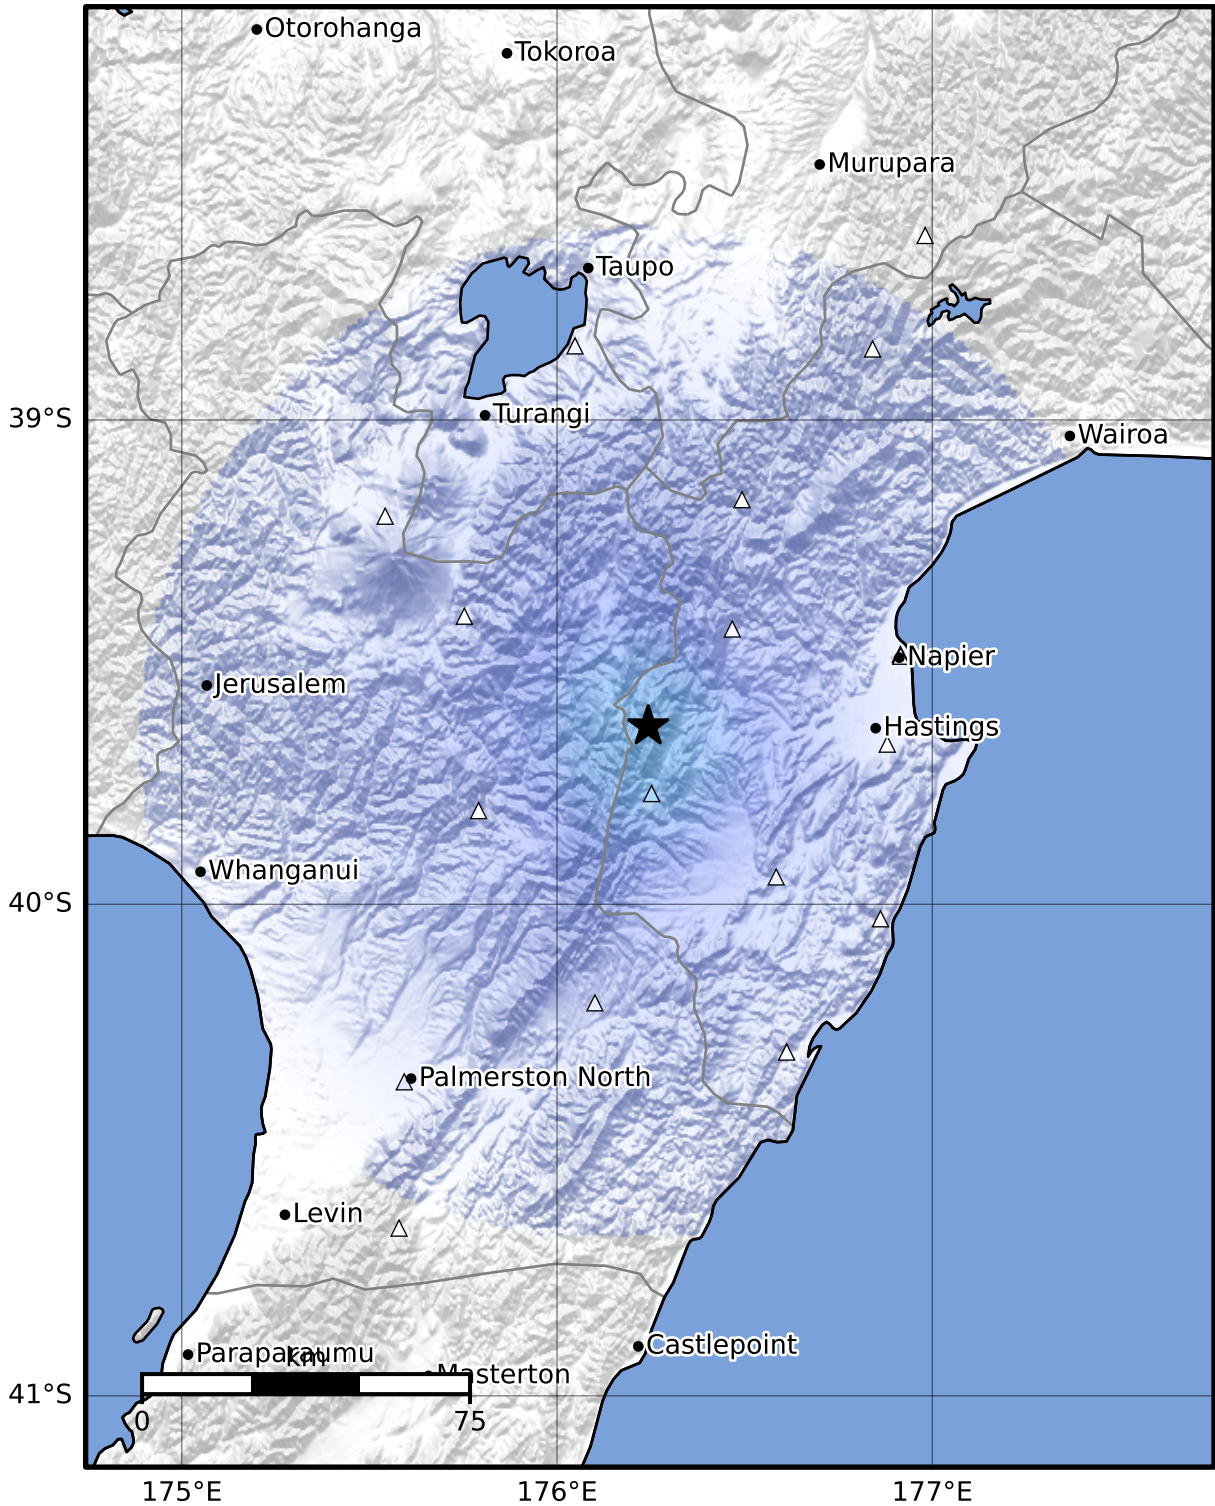 Otorohanga
Tokoroa
Murupara
Taupo
Turangi
39°S
Wairoa
Napier
Jerusalem
Hastings
Whanganui
40°S
Palmerston North
Levin
Castlepoint
Paraparaumu
km
Masterton
41°S
0
75
175°E
176°E
177°E